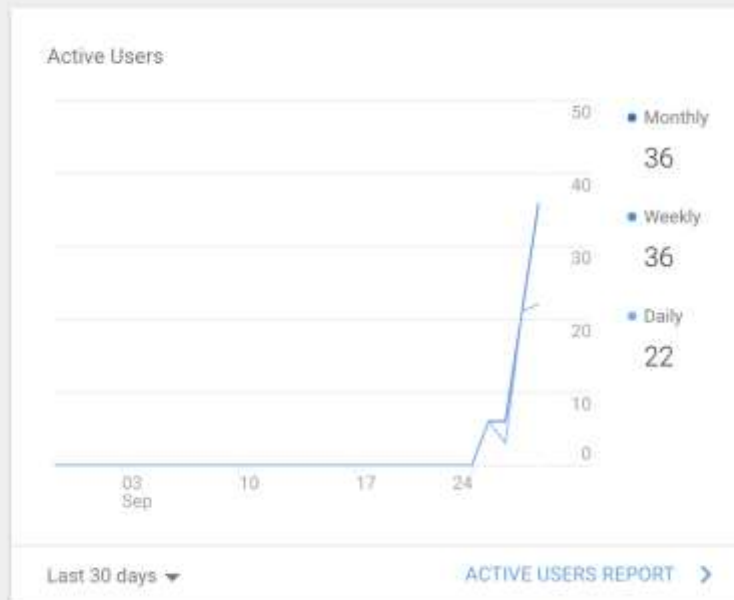 Active Users
50
40
30
20
10
0
03
Sep
10
17
24
Monthly
36
Weekly
36
Daily
22
Last 30 days
ACTIVE USERS REPORT